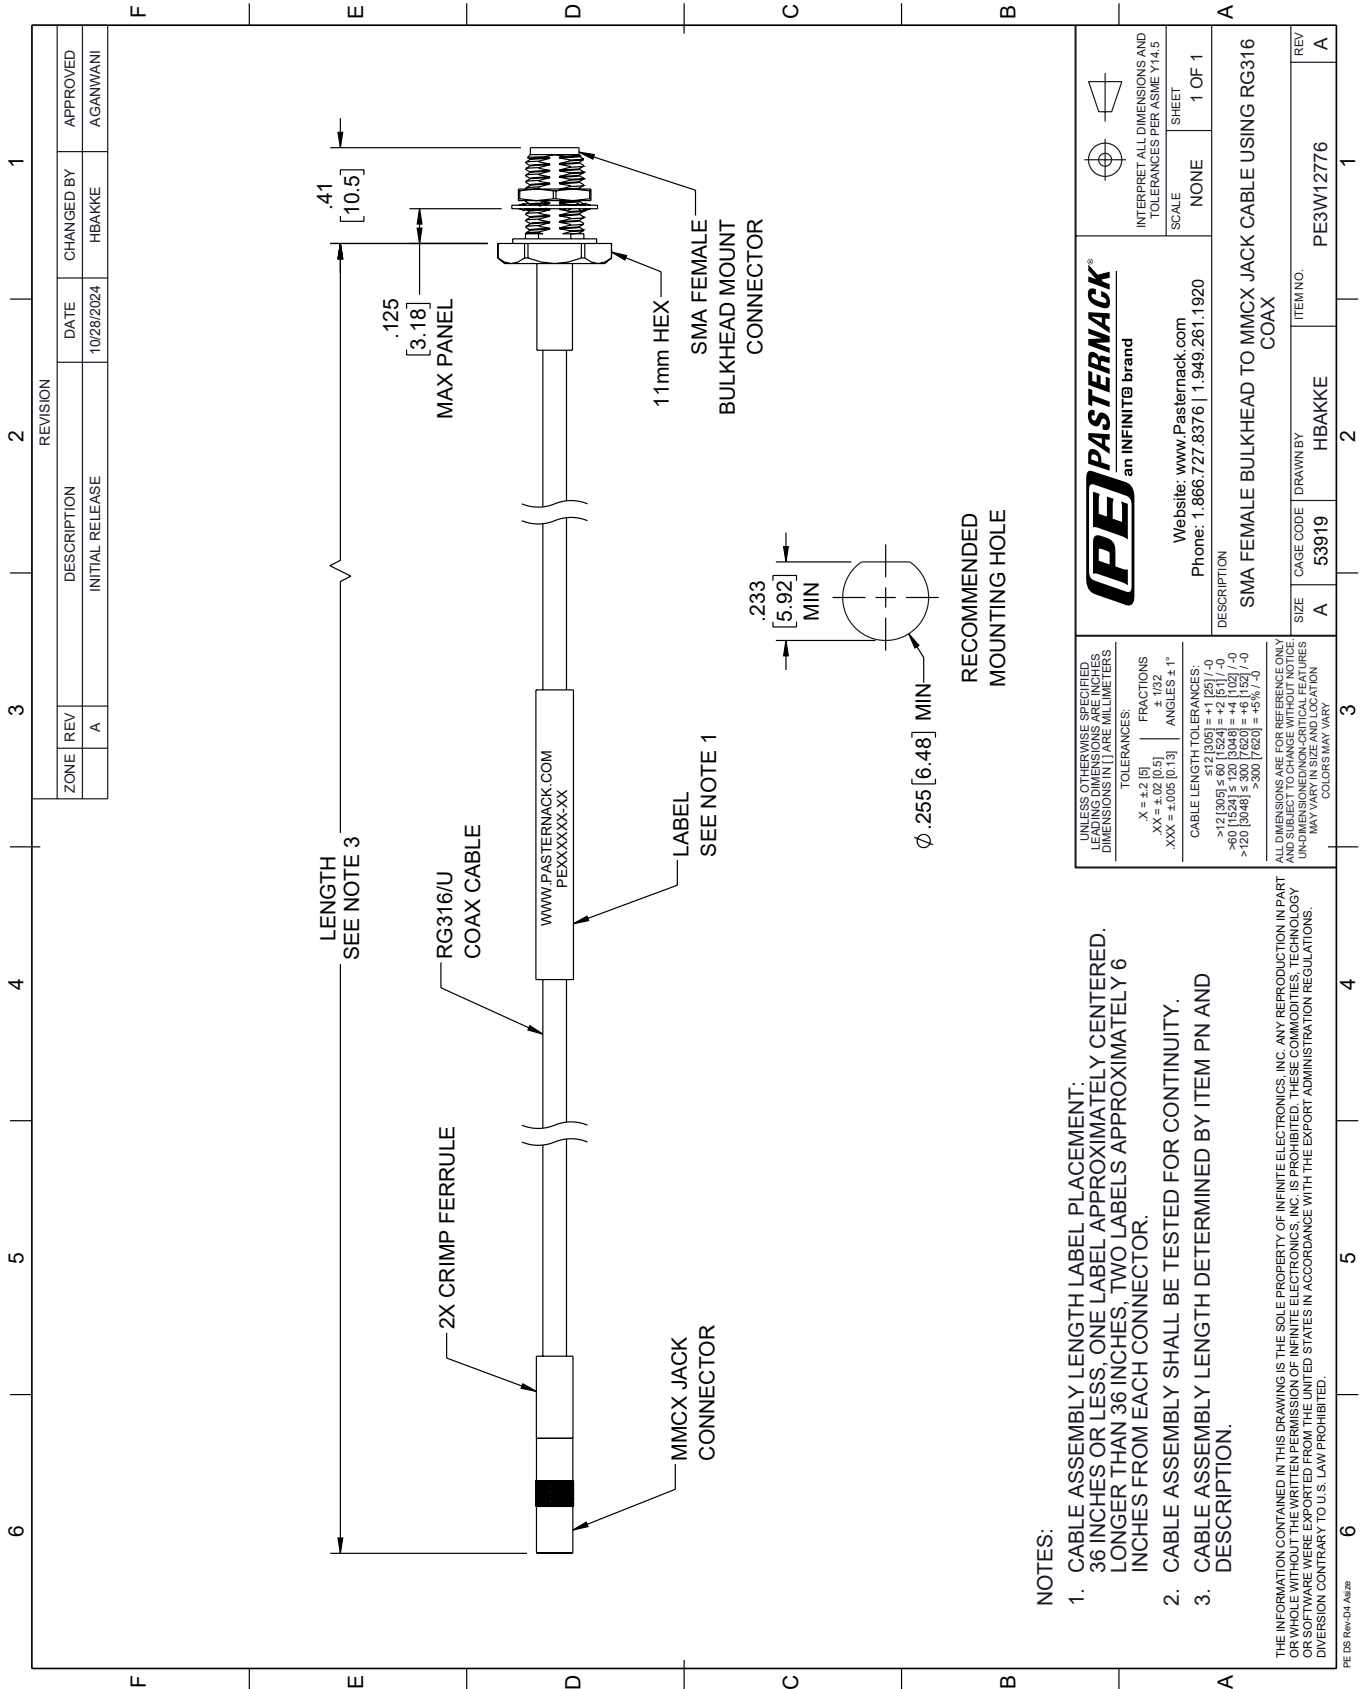 6 5 4 3 2 1
F
E
D
C
B
A
REVISION
ZONE REV DESCRIPTION DATE CHANGED BY APPROVED
A INITIAL RELEASE 10/28/2024 HBAKKE AGANWANI
LENGTH
SEE NOTE 3
.41
[10.5]
.125
[3.18]
MAX PANEL
2X CRIMP FERRULE
RG316/U
COAX CABLE
WWW.PASTERNACK.COM
PEXXXXXX-XX
MMCX JACK
CONNECTOR
LABEL
SEE NOTE 1
11mm HEX
SMA FEMALE
BULKHEAD MOUNT
CONNECTOR
.233
[5.92]
MIN
Ø .255 [6.48] MIN
RECOMMENDED
MOUNTING HOLE
NOTES:
1. CABLE ASSEMBLY LENGTH LABEL PLACEMENT:
36 INCHES OR LESS, ONE LABEL APPROXIMATELY CENTERED.
LONGER THAN 36 INCHES, TWO LABELS APPROXIMATELY 6
INCHES FROM EACH CONNECTOR.
2. CABLE ASSEMBLY SHALL BE TESTED FOR CONTINUITY.
3. CABLE ASSEMBLY LENGTH DETERMINED BY ITEM PN AND
DESCRIPTION.
THE INFORMATION CONTAINED IN THIS DRAWING IS THE SOLE PROPERTY OF INFINITE ELECTRONICS, INC. ANY REPRODUCTION IN PART
OR WHOLE WITHOUT THE WRITTEN PERMISSION OF INFINITE ELECTRONICS, INC. IS PROHIBITED. THESE COMMODITIES, TECHNOLOGY
OR SOFTWARE WERE EXPORTED FROM THE UNITED STATES IN ACCORDANCE WITH THE EXPORT ADMINISTRATION REGULATIONS.
DIVERSION CONTRARY TO U.S. LAW PROHIBITED.
UNLESS OTHERWISE SPECIFIED
LEADING DIMENSIONS ARE INCHES
DIMENSIONS IN [ ] ARE MILLIMETERS
TOLERANCES:
.X = ±.2 [5] FRACTIONS
.XX = ±.02 [0.5] ± 1/32
.XXX = ±.005 [0.13] ANGLES ± 1°
CABLE LENGTH TOLERANCES:
≤12 [305] = +1 [25] / -0
>12 [305] ≤ 60 [1524] = +2 [51] / -0
>60 [1524] ≤ 120 [3048] = +4 [102] / -0
>120 [3048] ≤ 300 [7620] = +6 [152] / -0
>300 [7620] = +5% / -0
ALL DIMENSIONS ARE FOR REFERENCE ONLY
AND SUBJECT TO CHANGE WITHOUT NOTICE.
UN-DIMENSIONED/NON-CRITICAL FEATURES
MAY VARY IN SIZE AND LOCATION
COLORS MAY VARY
PE PASTERNACK®
an INFINIT® brand
Website: www.Pasternack.com
Phone: 1.866.727.8376 | 1.949.261.1920
INTERPRET ALL DIMENSIONS AND
TOLERANCES PER ASME Y14.5
SCALE NONE
SHEET 1 OF 1
DESCRIPTION
SMA FEMALE BULKHEAD TO MMCX JACK CABLE USING RG316
COAX
SIZE A
CAGE CODE 53919
DRAWN BY HBAKKE
ITEM NO. PE3W12776
REV A
F
E
D
C
B
A
6 5 4 3 2 1
PE DS Rev-D4 Asize